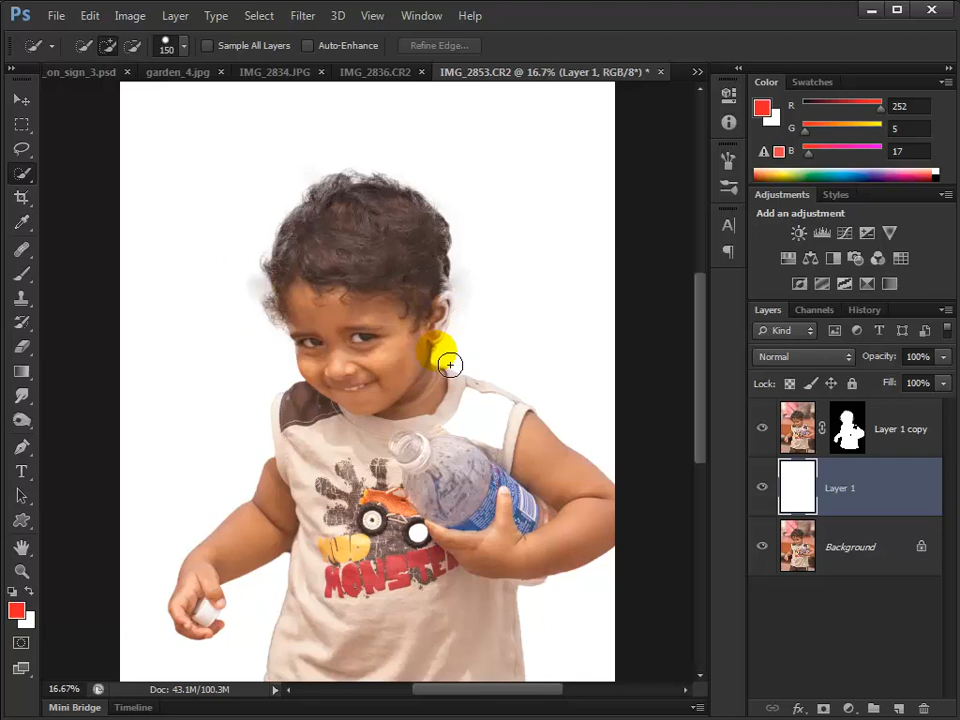 Ps File Edit Image Layer Type Select Filter 3D View Window Help
150 Sample All Layers Auto-Enhance Refine Edge...
_on_sign_3.psd × garden_4.jpg × IMG_2834.JPG × IMG_2836.CR2 × IMG_2853.CR2 @ 16.7% (Layer 1, RGB/8*) * ×
Color Swatches
R 252
G 5
B 17
Adjustments Styles
Add an adjustment
Layers Channels History
Kind
Normal Opacity: 100%
Lock: Fill: 100%
Layer 1 copy
Layer 1
Background
MONSTE
16.67% Doc: 43.1M/100.3M
Mini Bridge Timeline